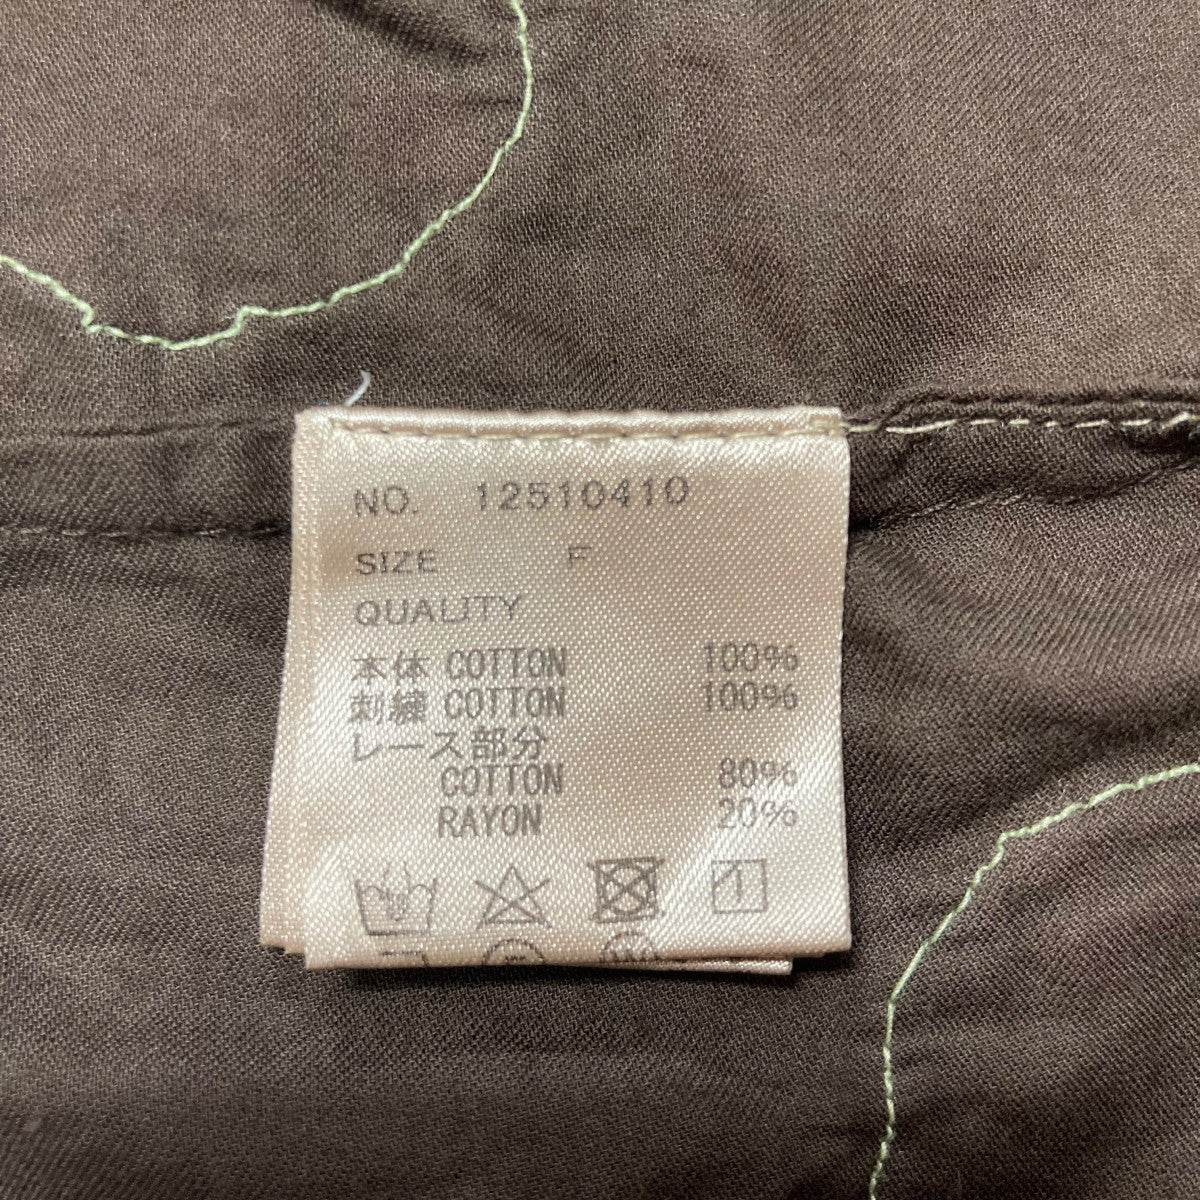 NO. 12510410
SIZE F
QUALITY
本体 COTTON 100%
刺繍 COTTON 100%
レース部分
COTTON 80%
RAYON 20%